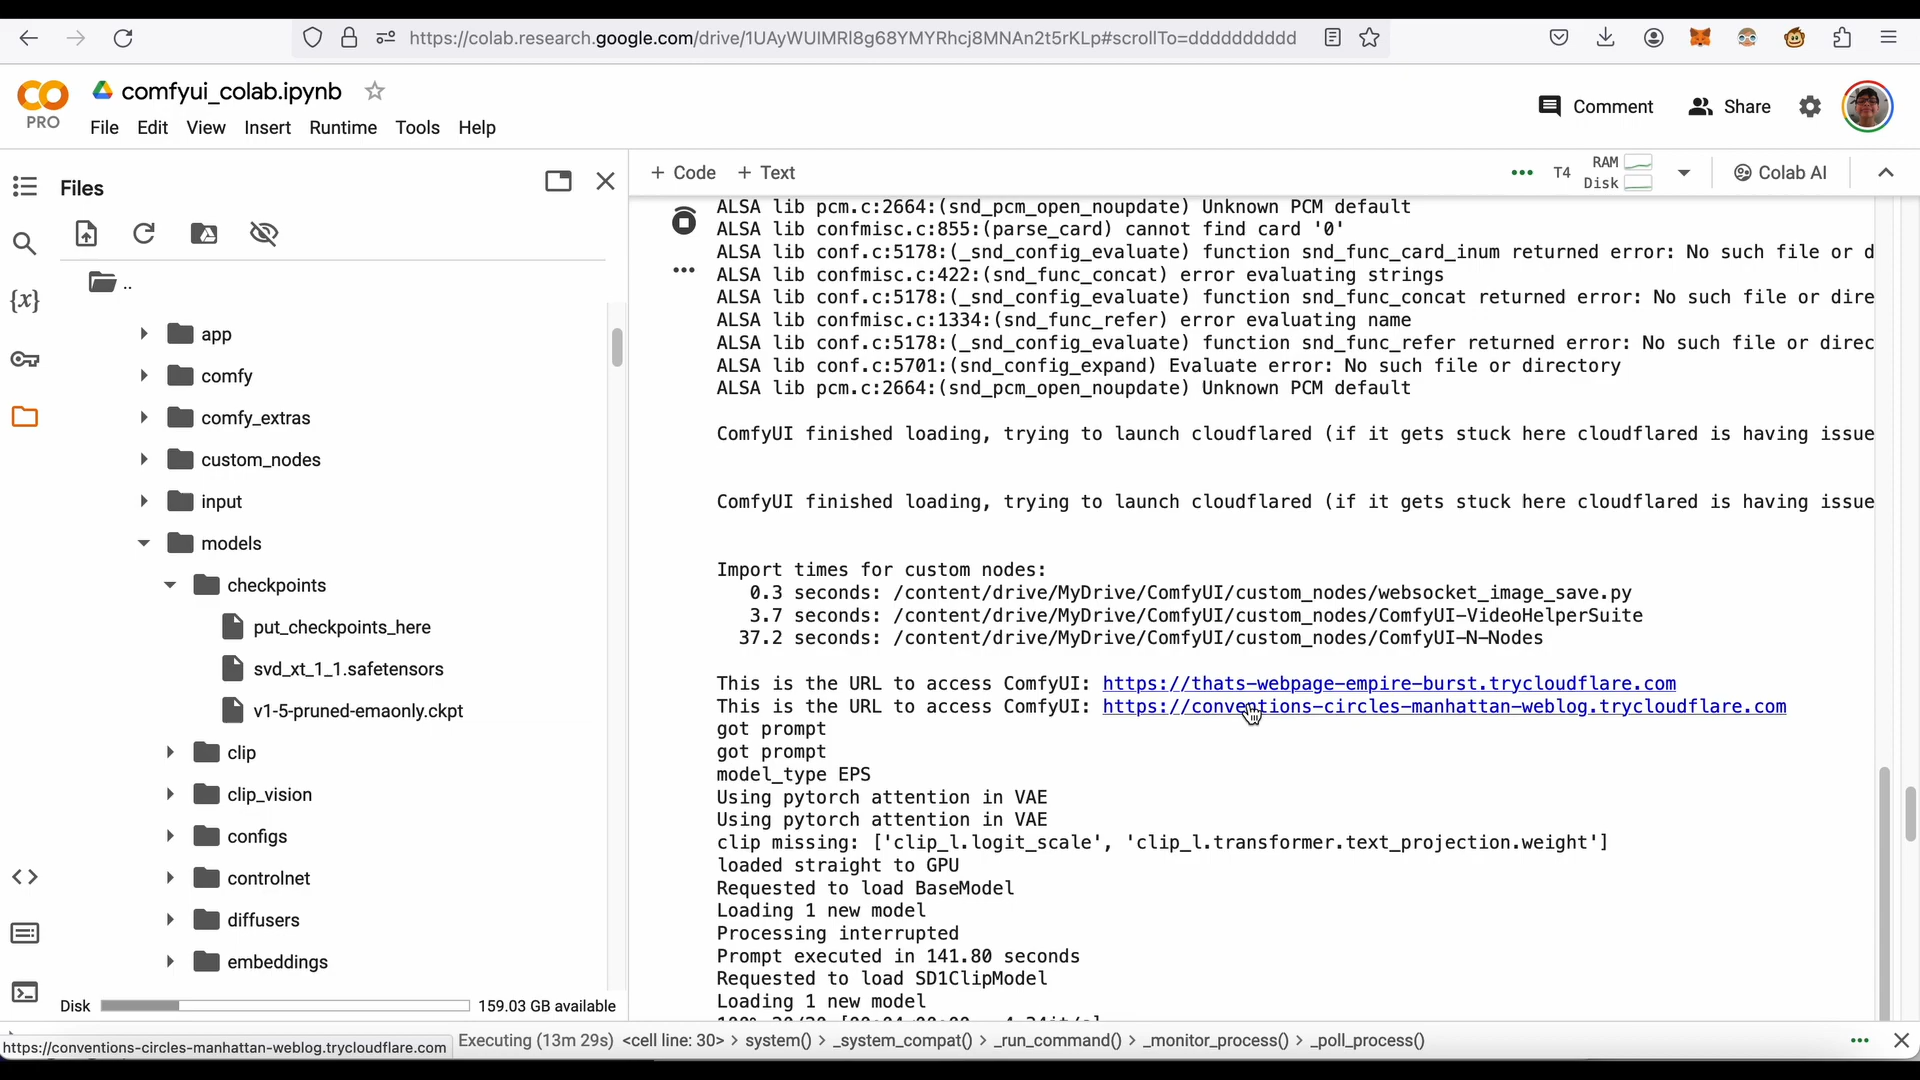 https://colab.research.google.com/drive/1UAyWUIMRl8g68YMYRhcj8MNAn2t5rKLp#scrollTo=dddddddddd
comfyui_colab.ipynb
PRO
File Edit View Insert Runtime Tools Help
Comment
Share
Files
+ Code + Text
T4
RAM
Disk
Colab AI
..
app
comfy
comfy_extras
custom_nodes
input
models
checkpoints
put_checkpoints_here
svd_xt_1_1.safetensors
v1-5-pruned-emaonly.ckpt
clip
clip_vision
configs
controlnet
diffusers
embeddings
Disk 159.03 GB available
ALSA lib pcm.c:2664:(snd_pcm_open_noupdate) Unknown PCM default
ALSA lib confmisc.c:855:(parse_card) cannot find card '0'
ALSA lib conf.c:5178:(_snd_config_evaluate) function snd_func_card_inum returned error: No such file or d
ALSA lib confmisc.c:422:(snd_func_concat) error evaluating strings
ALSA lib conf.c:5178:(_snd_config_evaluate) function snd_func_concat returned error: No such file or dire
ALSA lib confmisc.c:1334:(snd_func_refer) error evaluating name
ALSA lib conf.c:5178:(_snd_config_evaluate) function snd_func_refer returned error: No such file or direc
ALSA lib conf.c:5701:(snd_config_expand) Evaluate error: No such file or directory
ALSA lib pcm.c:2664:(snd_pcm_open_noupdate) Unknown PCM default
ComfyUI finished loading, trying to launch cloudflared (if it gets stuck here cloudflared is having issue
ComfyUI finished loading, trying to launch cloudflared (if it gets stuck here cloudflared is having issue
Import times for custom nodes:
0.3 seconds: /content/drive/MyDrive/ComfyUI/custom_nodes/websocket_image_save.py
3.7 seconds: /content/drive/MyDrive/ComfyUI/custom_nodes/ComfyUI-VideoHelperSuite
37.2 seconds: /content/drive/MyDrive/ComfyUI/custom_nodes/ComfyUI-N-Nodes
This is the URL to access ComfyUI: https://thats-webpage-empire-burst.trycloudflare.com
This is the URL to access ComfyUI: https://conventions-circles-manhattan-weblog.trycloudflare.com
got prompt
got prompt
model_type EPS
Using pytorch attention in VAE
Using pytorch attention in VAE
clip missing: ['clip_l.logit_scale', 'clip_l.transformer.text_projection.weight']
loaded straight to GPU
Requested to load BaseModel
Loading 1 new model
Processing interrupted
Prompt executed in 141.80 seconds
Requested to load SD1ClipModel
Loading 1 new model
https://conventions-circles-manhattan-weblog.trycloudflare.com
Executing (13m 29s) <cell line: 30> > system() > _system_compat() > _run_command() > _monitor_process() > _poll_process()